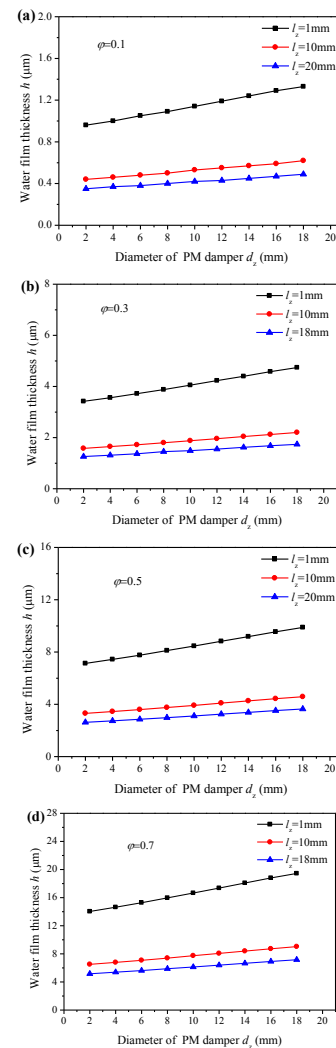 (a)
2.0
φ=0.1
l_z=1mm
l_z=10mm
l_z=20mm
1.6
1.2
0.8
0.4
0.0
Water film thickness h (μm)
0 2 4 6 8 10 12 14 16 18 20
Diameter of PM damper d_z (mm)
(b)
8
φ=0.3
l_z=1mm
l_z=10mm
l_z=18mm
6
4
2
0
Water film thickness h (μm)
0 2 4 6 8 10 12 14 16 18 20
Diameter of PM damper d_z (mm)
(c)
16
φ=0.5
l_z=1mm
l_z=10mm
l_z=20mm
12
8
4
0
Water film thickness h (μm)
0 2 4 6 8 10 12 14 16 18 20
Diameter of PM damper d_z (mm)
(d)
28
φ=0.7
l_z=1mm
l_z=10mm
l_z=18mm
24
20
16
12
8
4
0
Water film thickness h (μm)
0 2 4 6 8 10 12 14 16 18 20
Diameter of PM damper d_z (mm)